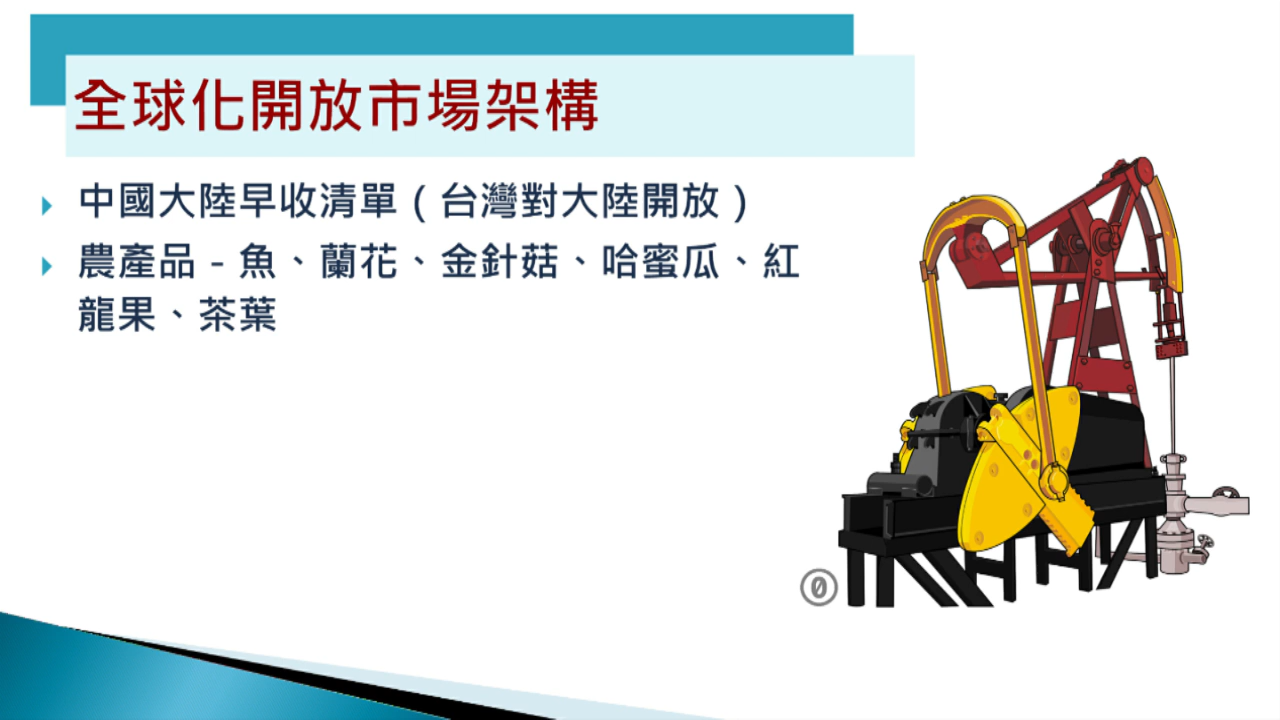 全球化開放市場架構
中國大陸早收清單（台灣對大陸開放）
農產品－魚、蘭花、金針菇、哈蜜瓜、紅
龍果、茶葉
0